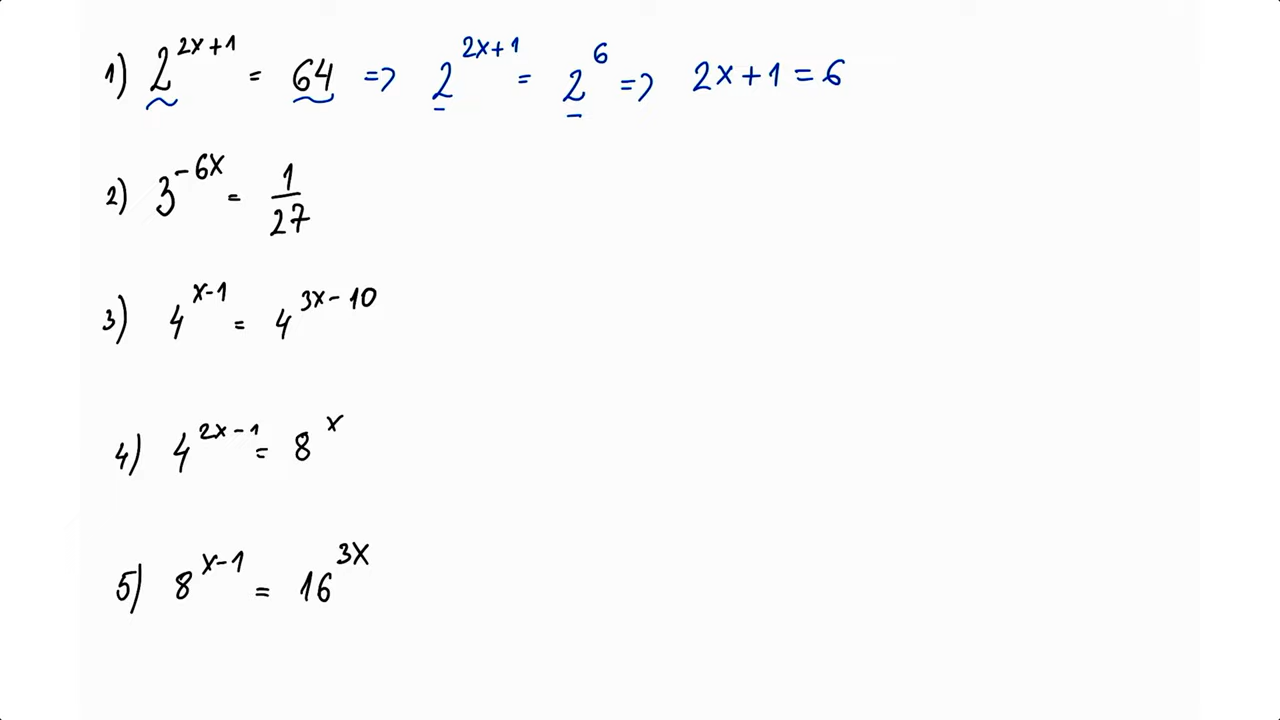 1) 2^{2x+1} = 64 => 2^{2x+1} = 2^6 => 2x+1=6
2) 3^{-6x} = \frac{1}{27}
3) 4^{x-1} = 4^{3x-10}
4) 4^{2x-1} = 8^x
5) 8^{x-1} = 16^{3x}